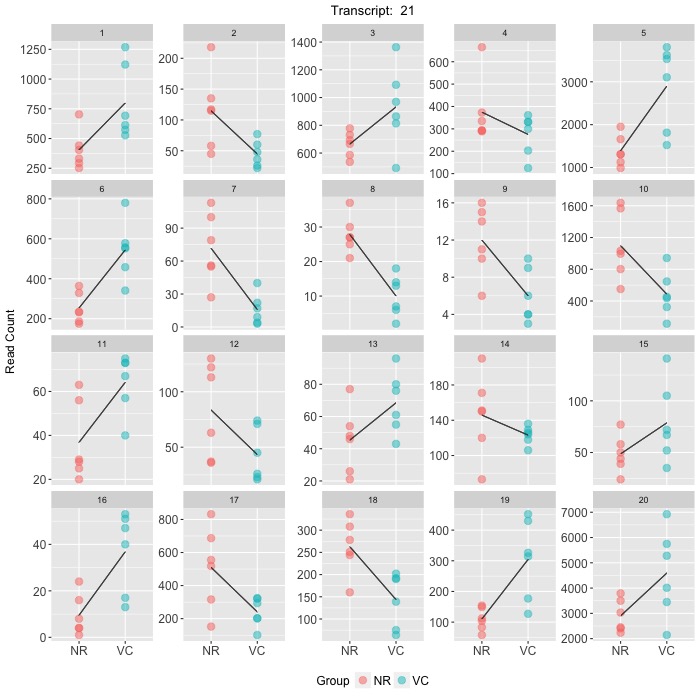 Transcript: 21
1 2 3 4 5
1250 1000 750 500 250
200 150 100 50
1400 1200 1000 800 600
600 500 400 300 200 100
3000 2000 1000
6 7 8 9 10
800 600 400 200
90 60 30 0
30 20 10
16 12 8 4
1600 1200 800 400
Read Count
11 12 13 14 15
60 40 20
100 50
80 60 40 20
180 140 100
100 50
16 17 18 19 20
40 20 0
800 600 400 200
300 250 200 150 100
400 300 200 100
7000 6000 5000 4000 3000 2000
NR VC NR VC NR VC NR VC NR VC
Group NR VC